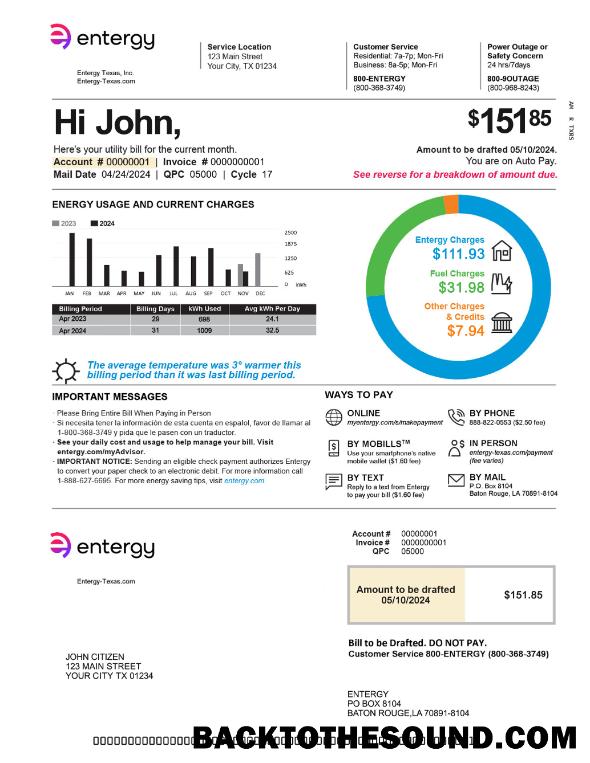 entergy
Entergy Texas, Inc.
Entergy-Texas.com
Service Location
123 Main Street
Your City, TX 01234
Customer Service
Residential: 7a-7p; Mon-Fri
Business: 8a-5p; Mon-Fri
800-ENTERGY
(800-368-3749)
Power Outage or
Safety Concern
24 hrs/7days
800-9OUTAGE
(800-968-8243)
Hi John,
Here's your utility bill for the current month.
Account # 00000001 | Invoice # 0000000001
Mail Date 04/24/2024 | QPC 05000 | Cycle 17
$151.85
Amount to be drafted 05/10/2024.
You are on Auto Pay.
See reverse for a breakdown of amount due.
ENERGY USAGE AND CURRENT CHARGES
2023 2024
2500
1875
1250
625
0 kWh
JAN FEB MAR APR MAY JUN JUL AUG SEP OCT NOV DEC
Billing Period Billing Days kWh Used Avg kWh Per Day
Apr 2023 29 698 24.1
Apr 2024 31 1009 32.5
The average temperature was 3° warmer this
billing period than it was last billing period.
Entergy Charges
$111.93
Fuel Charges
$31.98
Other Charges
& Credits
$7.94
IMPORTANT MESSAGES
· Please Bring Entire Bill When Paying in Person
· Si necesita tener la información de esta cuenta en español, favor de llamar al
1-800-368-3749 y pida que le pasen con un traductor.
· See your daily cost and usage to help manage your bill. Visit
entergy.com/myAdvisor.
· IMPORTANT NOTICE: Sending an eligible check payment authorizes Entergy
to convert your paper check to an electronic debit. For more information call
1-888-627-6695. For more energy saving tips, visit entergy.com
WAYS TO PAY
ONLINE
myentergy.com/s/makepayment
BY PHONE
888-822-0553 ($2.50 fee)
BY MOBILLS™
Use your smartphone's native
mobile wallet ($1.60 fee)
IN PERSON
entergy-texas.com/payment
(fee varies)
BY TEXT
Reply to a text from Entergy
to pay your bill ($1.60 fee)
BY MAIL
P.O. Box 8104
Baton Rouge, LA 70891-8104
entergy
Entergy-Texas.com
Account # 00000001
Invoice # 0000000001
QPC 05000
Amount to be drafted
05/10/2024
$151.85
Bill to be Drafted. DO NOT PAY.
Customer Service 800-ENTERGY (800-368-3749)
JOHN CITIZEN
123 MAIN STREET
YOUR CITY TX 01234
ENTERGY
PO BOX 8104
BATON ROUGE,LA 70891-8104
BACKTOTHESOUND.COM